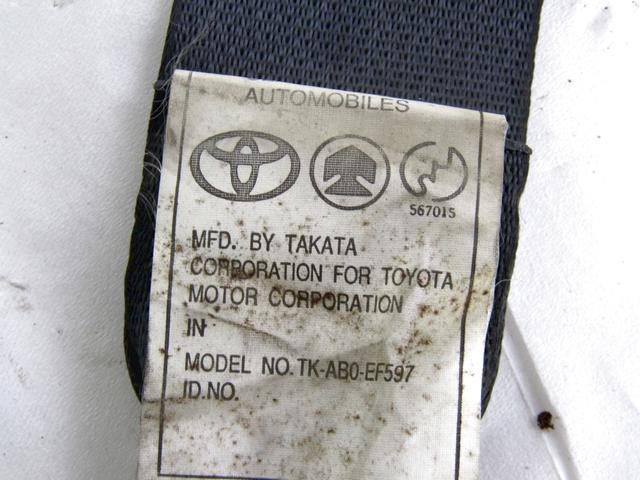 AUTOMOBILES
567015
MFD. BY TAKATA
CORPORATION FOR TOYOTA
MOTOR CORPORATION
IN
MODEL NO. TK-AB0-EF597
ID.NO.